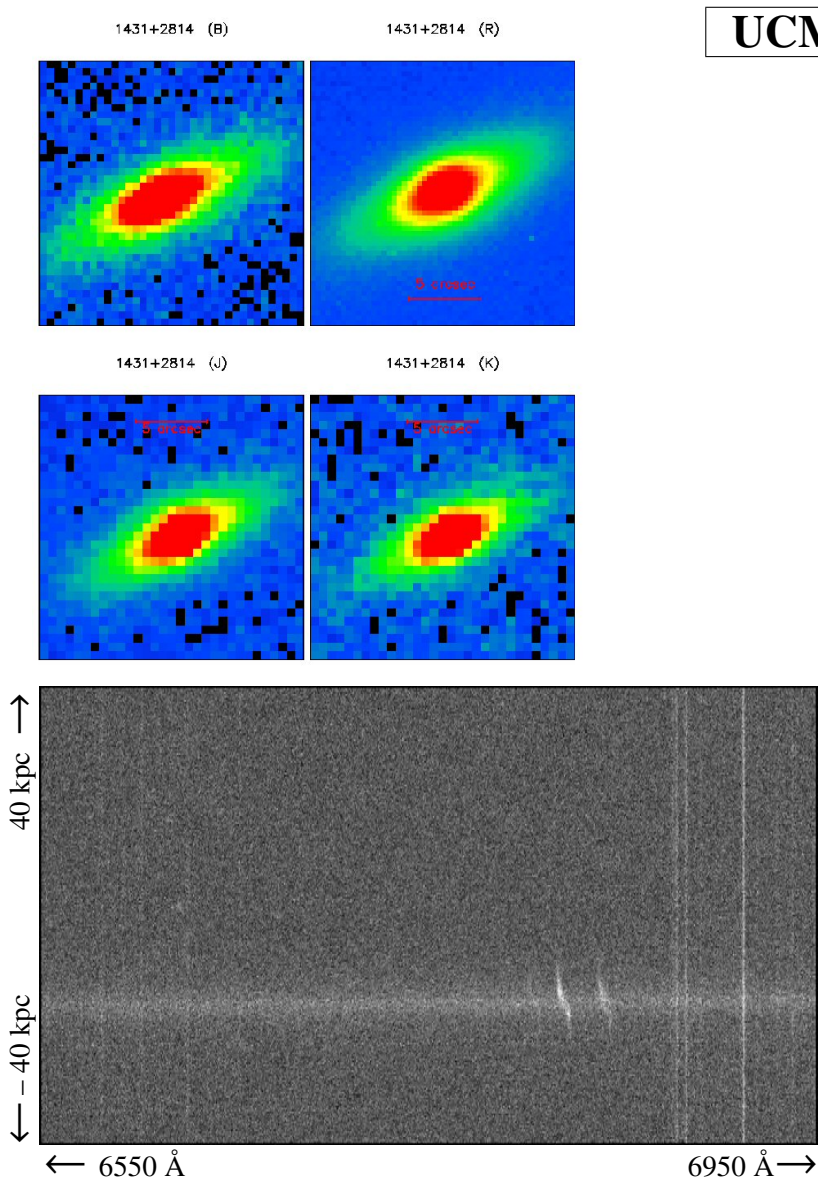 1431+2814 (B)
1431+2814 (R)
UCM
5 arcsec
1431+2814 (J)
1431+2814 (K)
5 arcsec
5 arcsec
← − 40 kpc
40 kpc →
← 6550 Å
6950 Å →